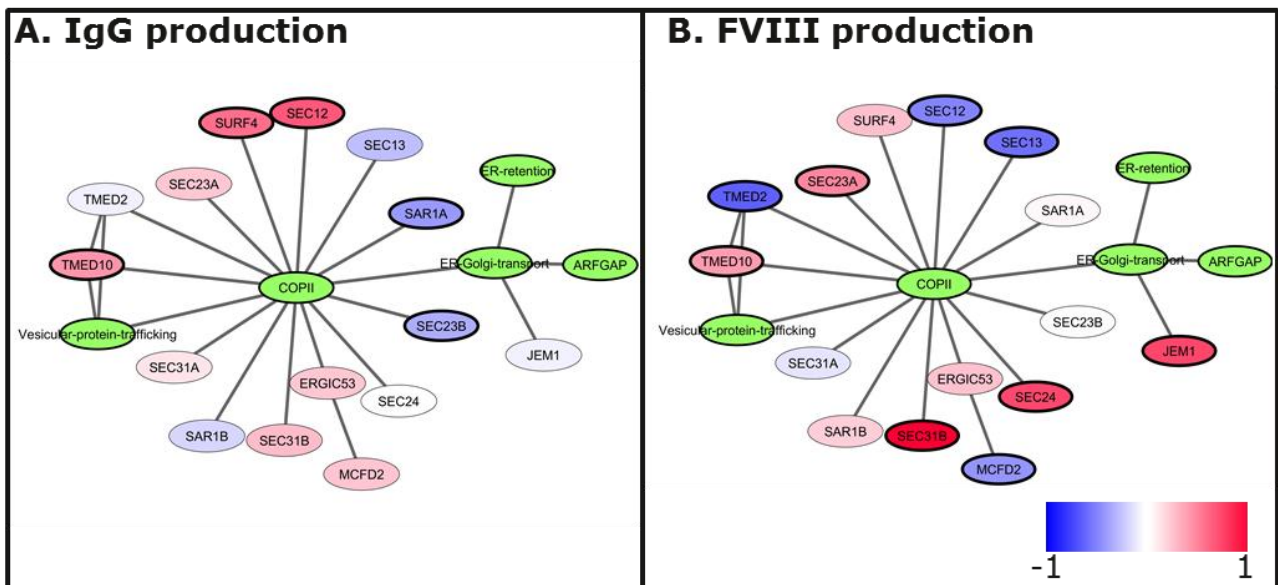 A. IgG production
SEC12
SURF4
SEC13
ER-retention
SEC23A
TMED2
SAR1A
TMED10
ER-Golgi-transport
ARFGAP
COPII
Vesicular-protein-trafficking
SEC23B
JEM1
SEC31A
ERGIC53
SEC24
SAR1B
SEC31B
MCFD2
B. FVIII production
SEC12
SURF4
SEC13
ER-retention
SEC23A
TMED2
SAR1A
TMED10
ER-Golgi-transport
ARFGAP
COPII
Vesicular-protein-trafficking
SEC23B
JEM1
SEC31A
ERGIC53
SEC24
SAR1B
SEC31B
MCFD2
-1
1